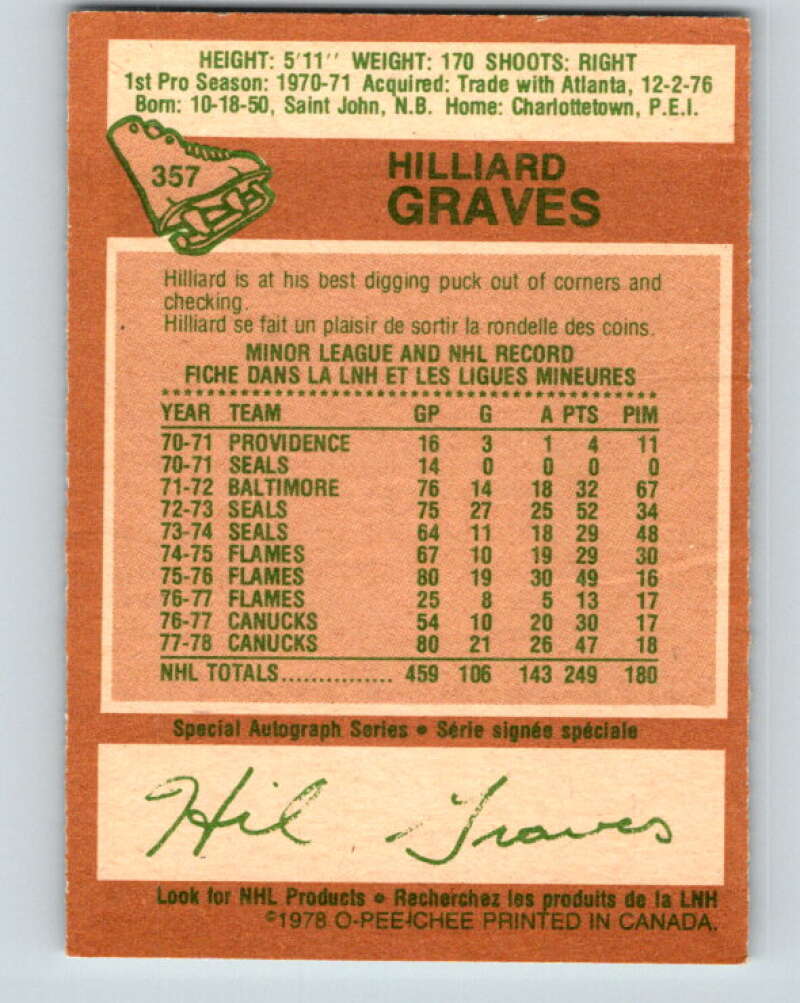 HEIGHT: 5'11'' WEIGHT: 170 SHOOTS: RIGHT
1st Pro Season: 1970-71 Acquired: Trade with Atlanta, 12-2-76
Born: 10-18-50, Saint John, N.B. Home: Charlottetown, P.E.I.
357
HILLIARD
GRAVES
Hilliard is at his best digging puck out of corners and
checking.
Hilliard se fait un plaisir de sortir la rondelle des coins.
MINOR LEAGUE AND NHL RECORD
FICHE DANS LA LNH ET LES LIGUES MINEURES
YEAR TEAM GP G A PTS PIM
70-71 PROVIDENCE 16 3 1 4 11
70-71 SEALS 14 0 0 0 0
71-72 BALTIMORE 76 14 18 32 67
72-73 SEALS 75 27 25 52 34
73-74 SEALS 64 11 18 29 48
74-75 FLAMES 67 10 19 29 30
75-76 FLAMES 80 19 30 49 16
76-77 FLAMES 25 8 5 13 17
76-77 CANUCKS 54 10 20 30 17
77-78 CANUCKS 80 21 26 47 18
NHL TOTALS............... 459 106 143 249 180
Special Autograph Series • Série signée spéciale
Hil Graves
Look for NHL Products • Recherchez les produits de la LNH
©1978 O-PEE-CHEE PRINTED IN CANADA.